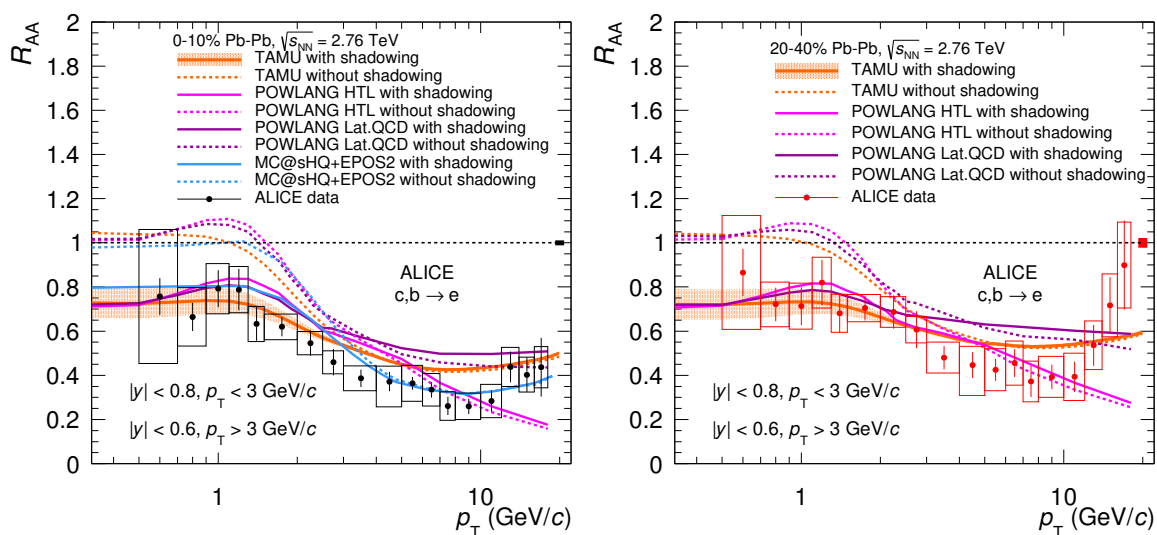 R_AA
2
1.8
1.6
1.4
1.2
1
0.8
0.6
0.4
0.2
0
0-10% Pb-Pb, √s_NN = 2.76 TeV
TAMU with shadowing
TAMU without shadowing
POWLANG HTL with shadowing
POWLANG HTL without shadowing
POWLANG Lat.QCD with shadowing
POWLANG Lat.QCD without shadowing
MC@sHQ+EPOS2 with shadowing
MC@sHQ+EPOS2 without shadowing
ALICE data
ALICE
c,b → e
|y| < 0.8, p_T < 3 GeV/c
|y| < 0.6, p_T > 3 GeV/c
1
10
p_T (GeV/c)
R_AA
2
1.8
1.6
1.4
1.2
1
0.8
0.6
0.4
0.2
0
20-40% Pb-Pb, √s_NN = 2.76 TeV
TAMU with shadowing
TAMU without shadowing
POWLANG HTL with shadowing
POWLANG HTL without shadowing
POWLANG Lat.QCD with shadowing
POWLANG Lat.QCD without shadowing
ALICE data
ALICE
c,b → e
|y| < 0.8, p_T < 3 GeV/c
|y| < 0.6, p_T > 3 GeV/c
1
10
p_T (GeV/c)